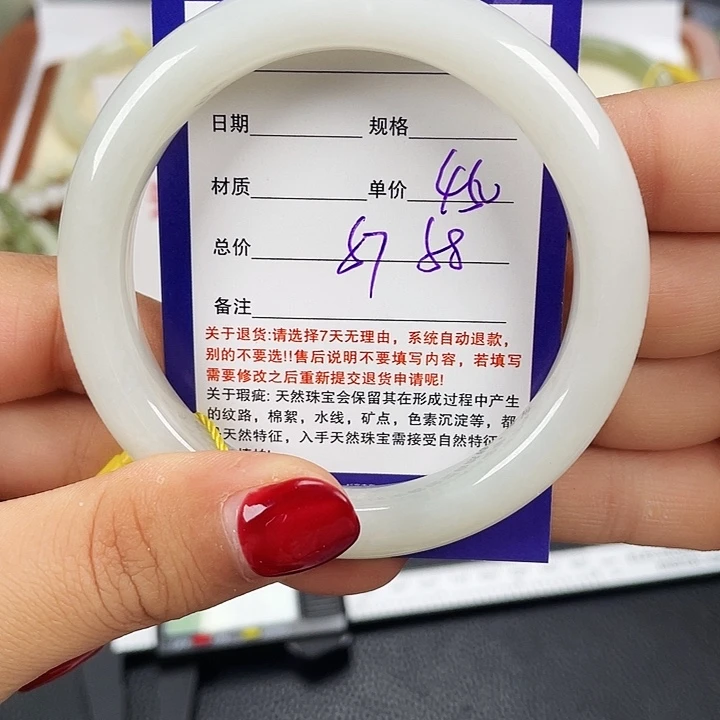 日期 规格
材质 单价
总价 87 88
备注
关于退货:请选择7天无理由，系统自动退款，
别的不要选!!售后说明不要填写内容，若填写
需要修改之后重新提交退货申请呢!
关于瑕疵: 天然珠宝会保留其在形成过程中产生
的纹路，棉絮，水线，矿点，色素沉淀等，都
天然特征，入手天然珠宝需接受自然特征